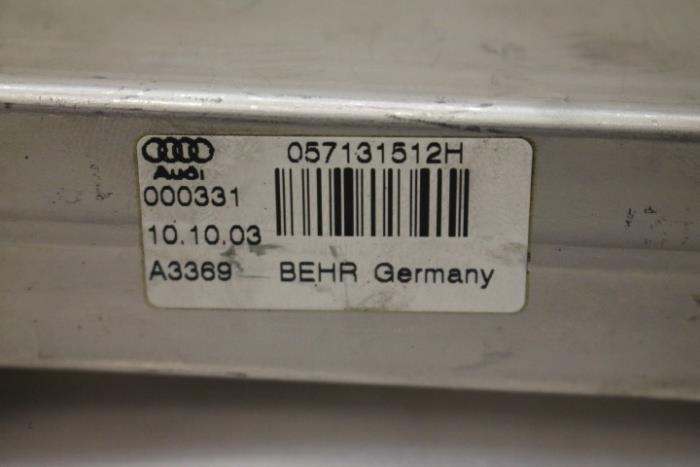 Audi
057131512H
000331
10.10.03
A3369 BEHR Germany